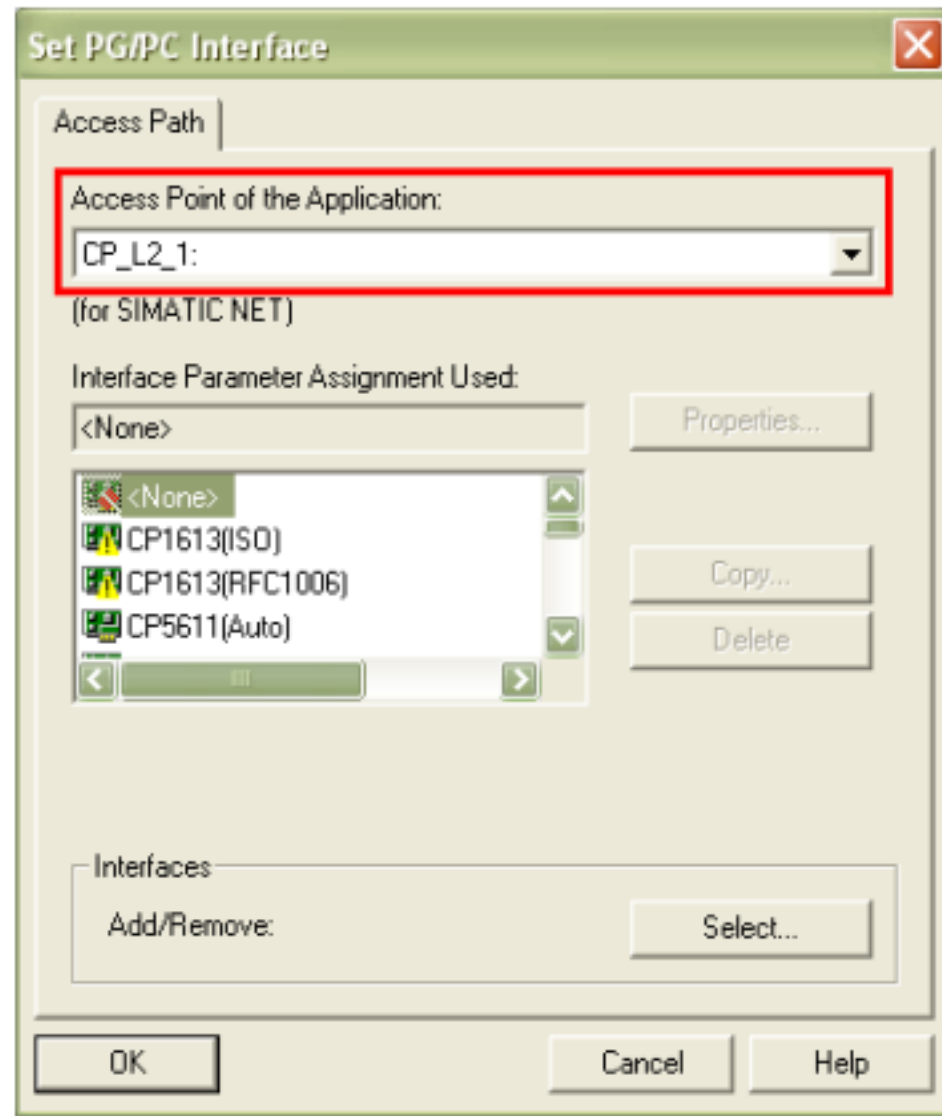 Set PG/PC Interface
Access Path
Access Point of the Application:
CP_L2_1:
(for SIMATIC NET)
Interface Parameter Assignment Used:
<None>
Properties...
<None>
CP1613(ISO)
CP1613(RFC1006)
CP5611(Auto)
Copy...
Delete
Interfaces
Add/Remove:
Select...
OK
Cancel
Help